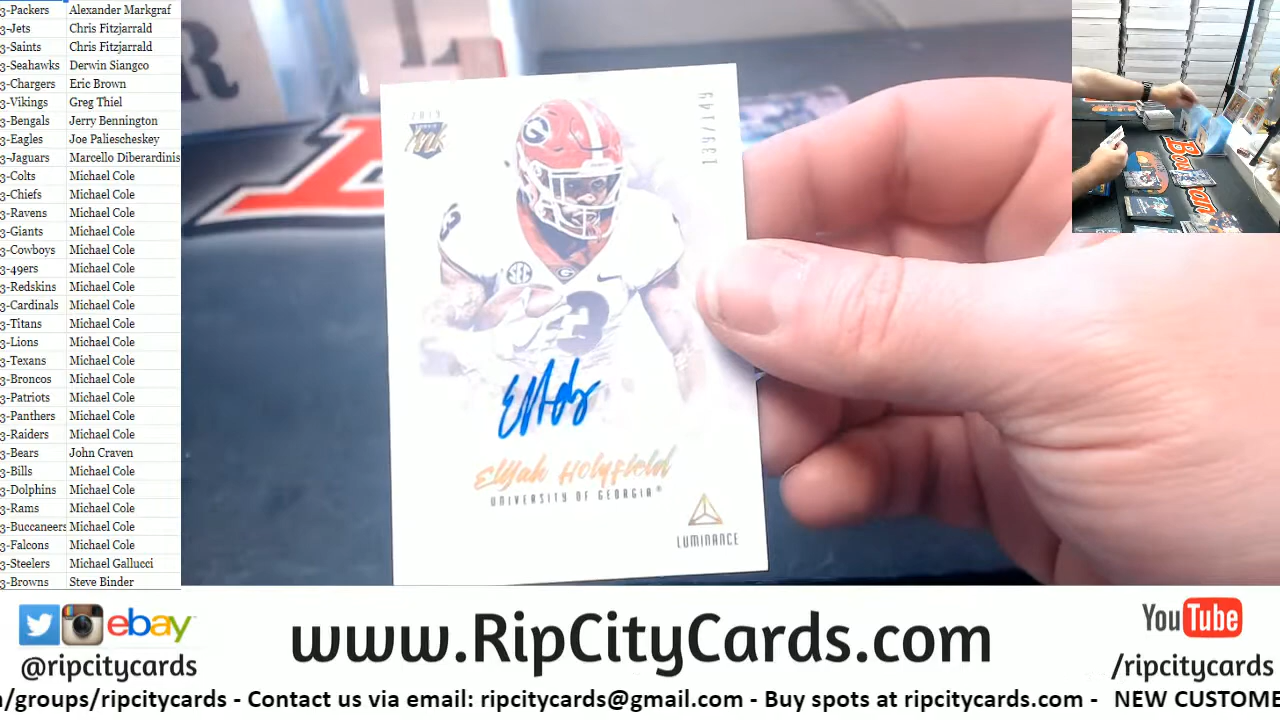 3-Packers Alexander Markgraf
3-Jets Chris Fitzjarrald
3-Saints Chris Fitzjarrald
3-Seahawks Derwin Siangco
3-Chargers Eric Brown
3-Vikings Greg Thiel
3-Bengals Jerry Bennington
3-Eagles Joe Paliescheskey
3-Jaguars Marcello Diberardinis
3-Colts Michael Cole
3-Chiefs Michael Cole
3-Ravens Michael Cole
3-Giants Michael Cole
3-Cowboys Michael Cole
3-49ers Michael Cole
3-Redskins Michael Cole
3-Cardinals Michael Cole
3-Titans Michael Cole
3-Lions Michael Cole
3-Texans Michael Cole
3-Broncos Michael Cole
3-Patriots Michael Cole
3-Panthers Michael Cole
3-Raiders Michael Cole
3-Bears John Craven
3-Bills Michael Cole
3-Dolphins Michael Cole
3-Rams Michael Cole
3-Buccaneers Michael Cole
3-Falcons Michael Cole
3-Steelers Michael Gallucci
3-Browns Steve Binder
2019
139/149
G
SEC
G
3
Elijah Holyfield
UNIVERSITY OF GEORGIA®
LUMINANCE
Bowman
ebay
@ripcitycards
www.RipCityCards.com
YouTube
/ripcitycards
/groups/ripcitycards - Contact us via email: ripcitycards@gmail.com - Buy spots at ripcitycards.com - NEW CUSTOME